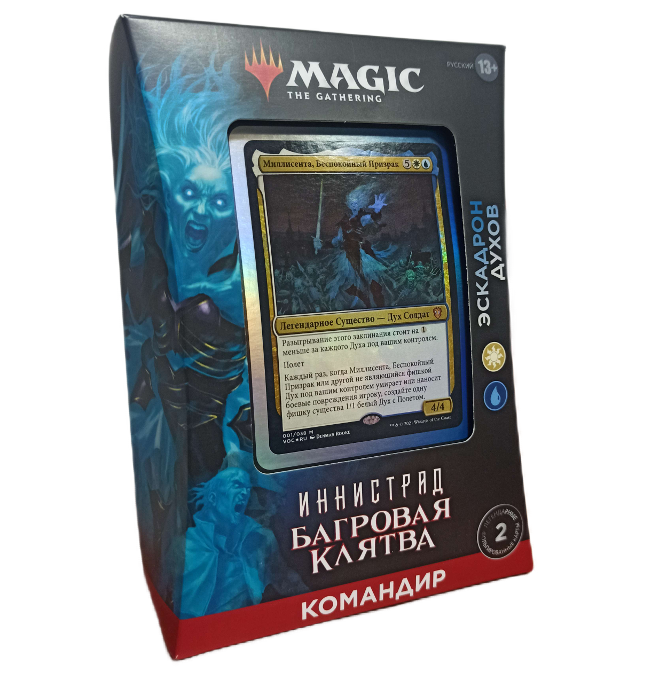 MAGIC
THE GATHERING
РУССКИЙ 13+
Миллисента, Беспокойный Призрак 5
Легендарное Существо — Дух Солдат
Разыгрывание этого заклинания стоит на 1
меньше за каждого Духа под вашим контролем.
Полет
Каждый раз, когда Миллисента, Беспокойный
Призрак или другой не являющийся фишкой
Дух под вашим контролем умирает или наносит
боевые повреждения игроку, создайте одну
фишку существа 1/1 белый Дух с Полетом.
4/4
VOC • RU
ЭСКАДРОН
ДУХОВ
ИННИСТРАД
БАГРОВАЯ
КЛЯТВА
2
КОМАНДИР